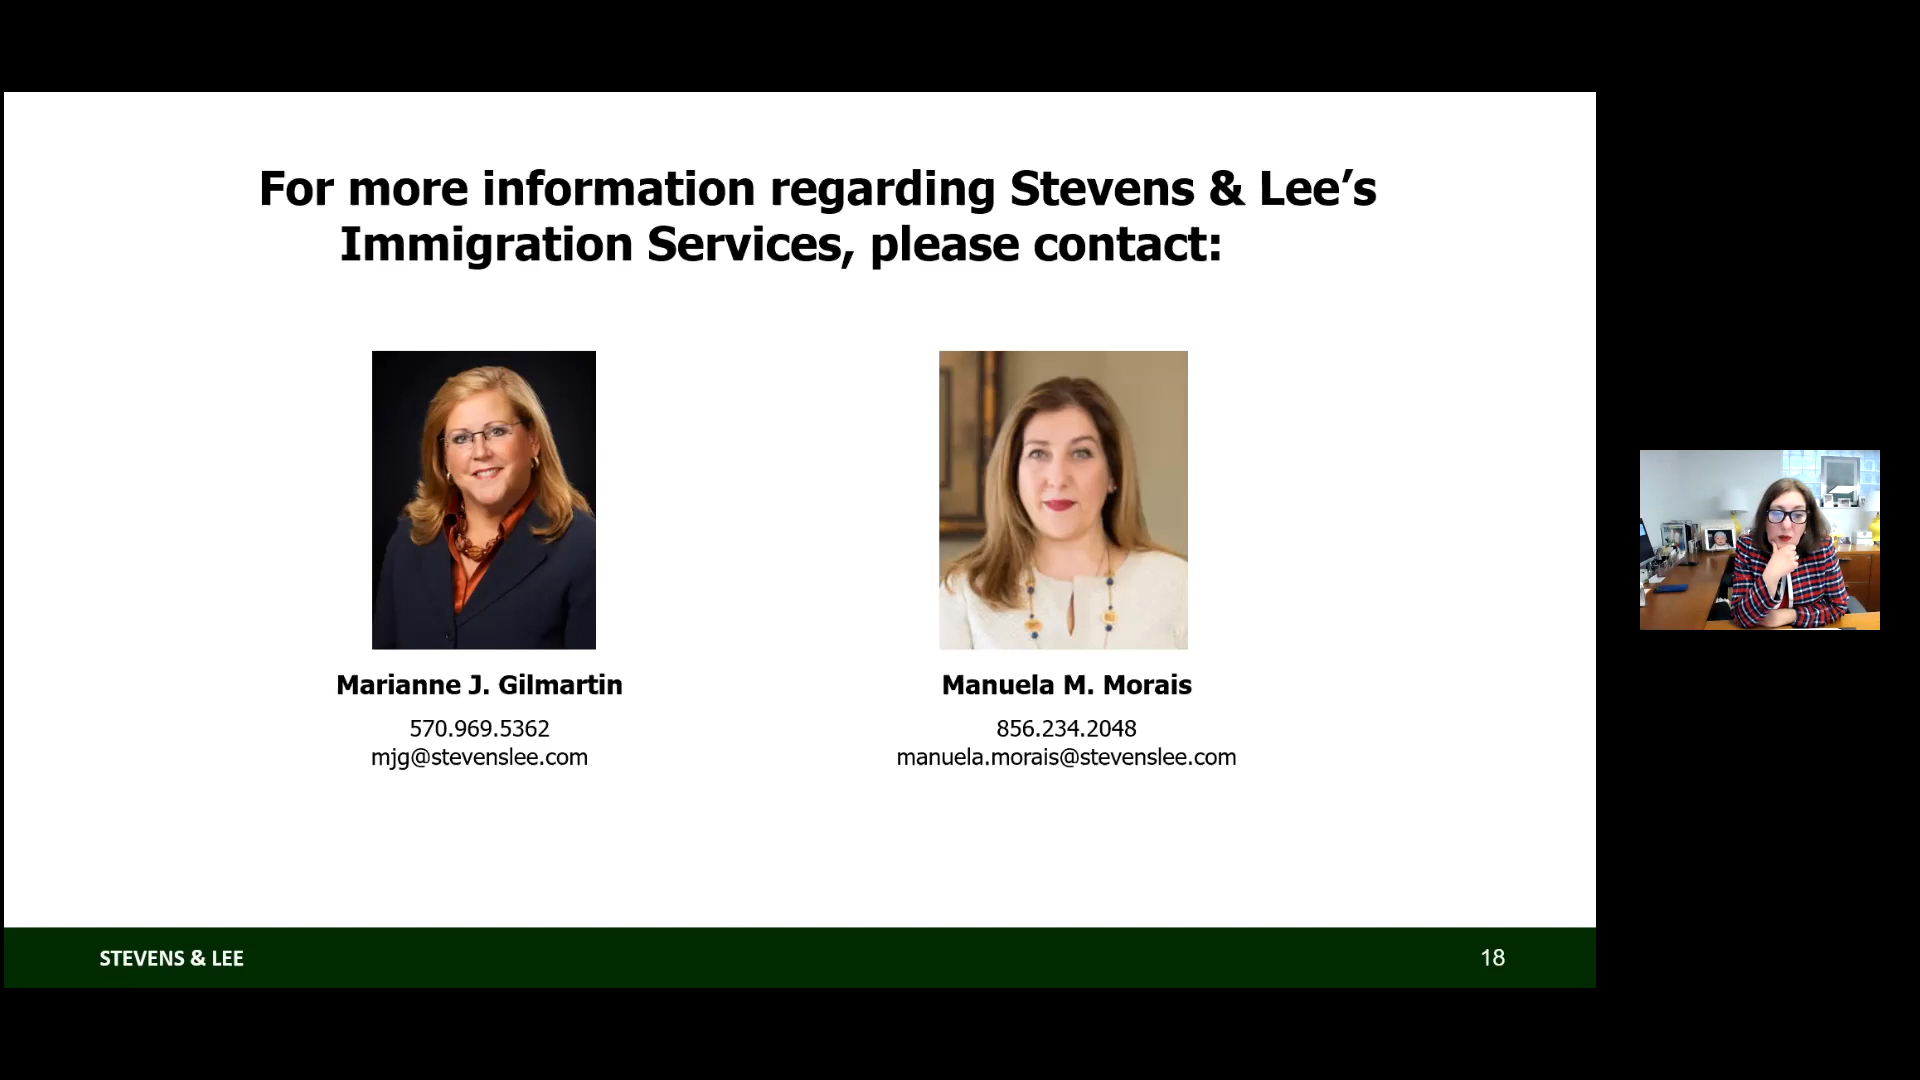 For more information regarding Stevens & Lee’s
Immigration Services, please contact:
Marianne J. Gilmartin
570.969.5362
mjg@stevenslee.com
Manuela M. Morais
856.234.2048
manuela.morais@stevenslee.com
STEVENS & LEE
18